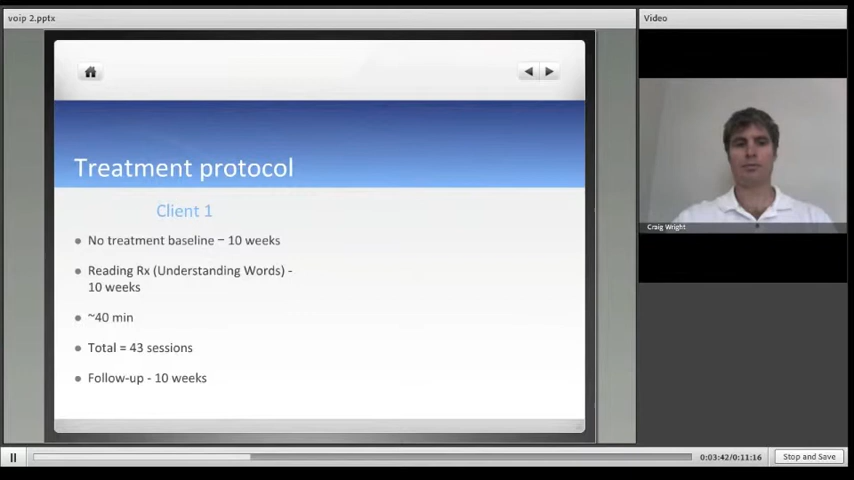 voip 2.pptx
Video
Treatment protocol
Client 1
No treatment baseline – 10 weeks
Reading Rx (Understanding Words) -
10 weeks
~40 min
Total = 43 sessions
Follow-up - 10 weeks
Craig Wright
0:03:42/0:11:16
Stop and Save